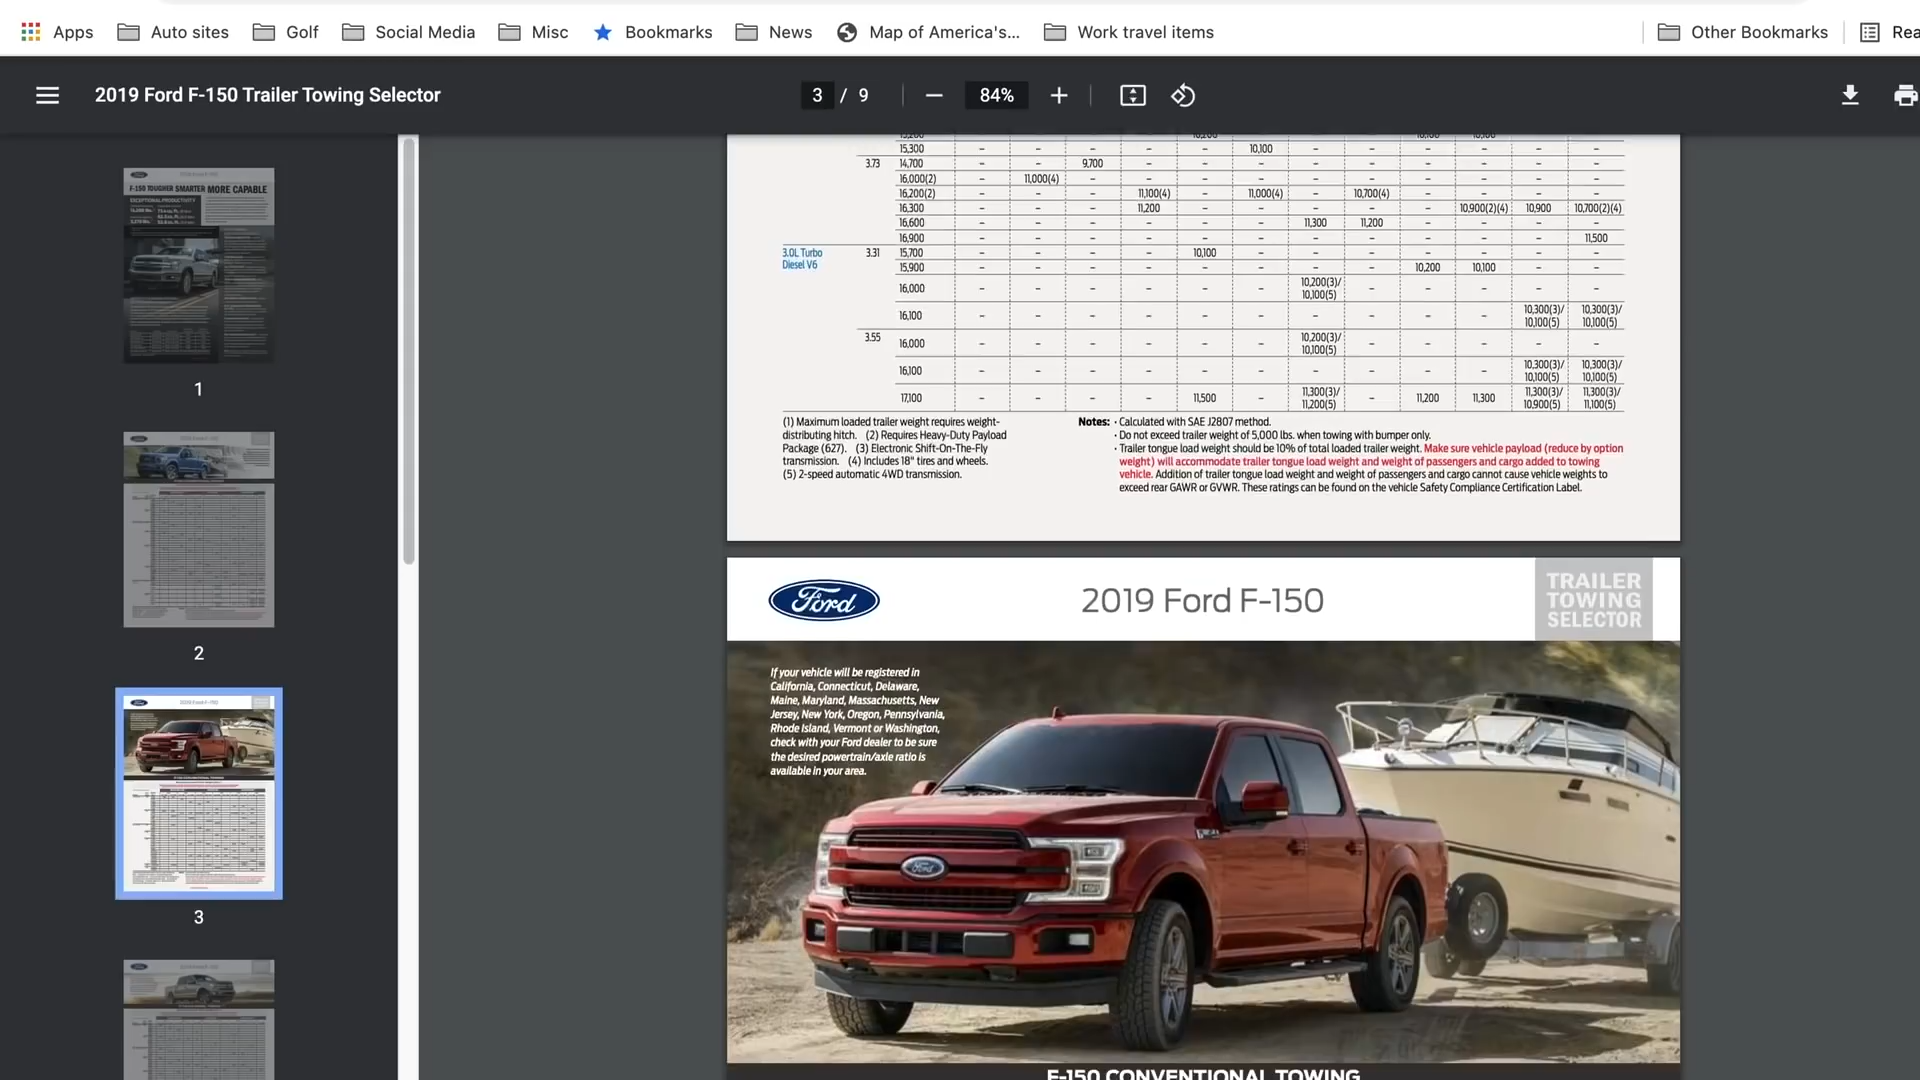 Apps Auto sites Golf Social Media Misc Bookmarks News Map of America's... Work travel items Other Bookmarks
2019 Ford F-150 Trailer Towing Selector 3 / 9 84%
F-150 TOUGHER SMARTER MORE CAPABLE
EXCEPTIONAL PRODUCTIVITY
1
2
3
15,300 – – – – – 10,100 – – – – – –
3.73 14,700 – – 9,700 – – – – – – – – –
16,000(2) – 11,000(4) – – – – – – – – – –
16,200(2) – – – 11,100(4) – 11,000(4) – 10,700(4) – – – –
16,300 – – – 11,200 – – – – – 10,900(2)(4) 10,900 10,700(2)(4)
16,600 – – – – – – 11,300 11,200 – – – –
16,900 – – – – – – – – – – – 11,500
3.0L Turbo Diesel V6 3.31 15,700 – – – – 10,100 – – – – – – –
15,900 – – – – – – – – 10,200 10,100 – –
16,000 – – – – – – 10,200(3)/ 10,100(5) – – – – –
16,100 – – – – – – – – – – 10,300(3)/ 10,100(5) 10,300(3)/ 10,100(5)
3.55 16,000 – – – – – – 10,200(3)/ 10,100(5) – – – – –
16,100 – – – – – – – – – – 10,300(3)/ 10,100(5) 10,300(3)/ 10,100(5)
17,100 – – – – 11,500 – 11,300(3)/ 11,200(5) – 11,200 11,300 11,300(3)/ 10,900(5) 11,300(3)/ 11,100(5)
(1) Maximum loaded trailer weight requires weight-
distributing hitch. (2) Requires Heavy-Duty Payload
Package (627). (3) Electronic Shift-On-The-Fly
transmission. (4) Includes 18" tires and wheels.
(5) 2-speed automatic 4WD transmission.
Notes: · Calculated with SAE J2807 method.
· Do not exceed trailer weight of 5,000 lbs. when towing with bumper only.
· Trailer tongue load weight should be 10% of total loaded trailer weight. Make sure vehicle payload (reduce by option
weight) will accommodate trailer tongue load weight and weight of passengers and cargo added to towing
vehicle. Addition of trailer tongue load weight and weight of passengers and cargo cannot cause vehicle weights to
exceed rear GAWR or GVWR. These ratings can be found on the vehicle Safety Compliance Certification Label.
Ford
2019 Ford F-150
TRAILER
TOWING
SELECTOR
If your vehicle will be registered in
California, Connecticut, Delaware,
Maine, Maryland, Massachusetts, New
Jersey, New York, Oregon, Pennsylvania,
Rhode Island, Vermont or Washington,
check with your Ford dealer to be sure
the desired powertrain/axle ratio is
available in your area.
Ford
F-150 CONVENTIONAL TOWING